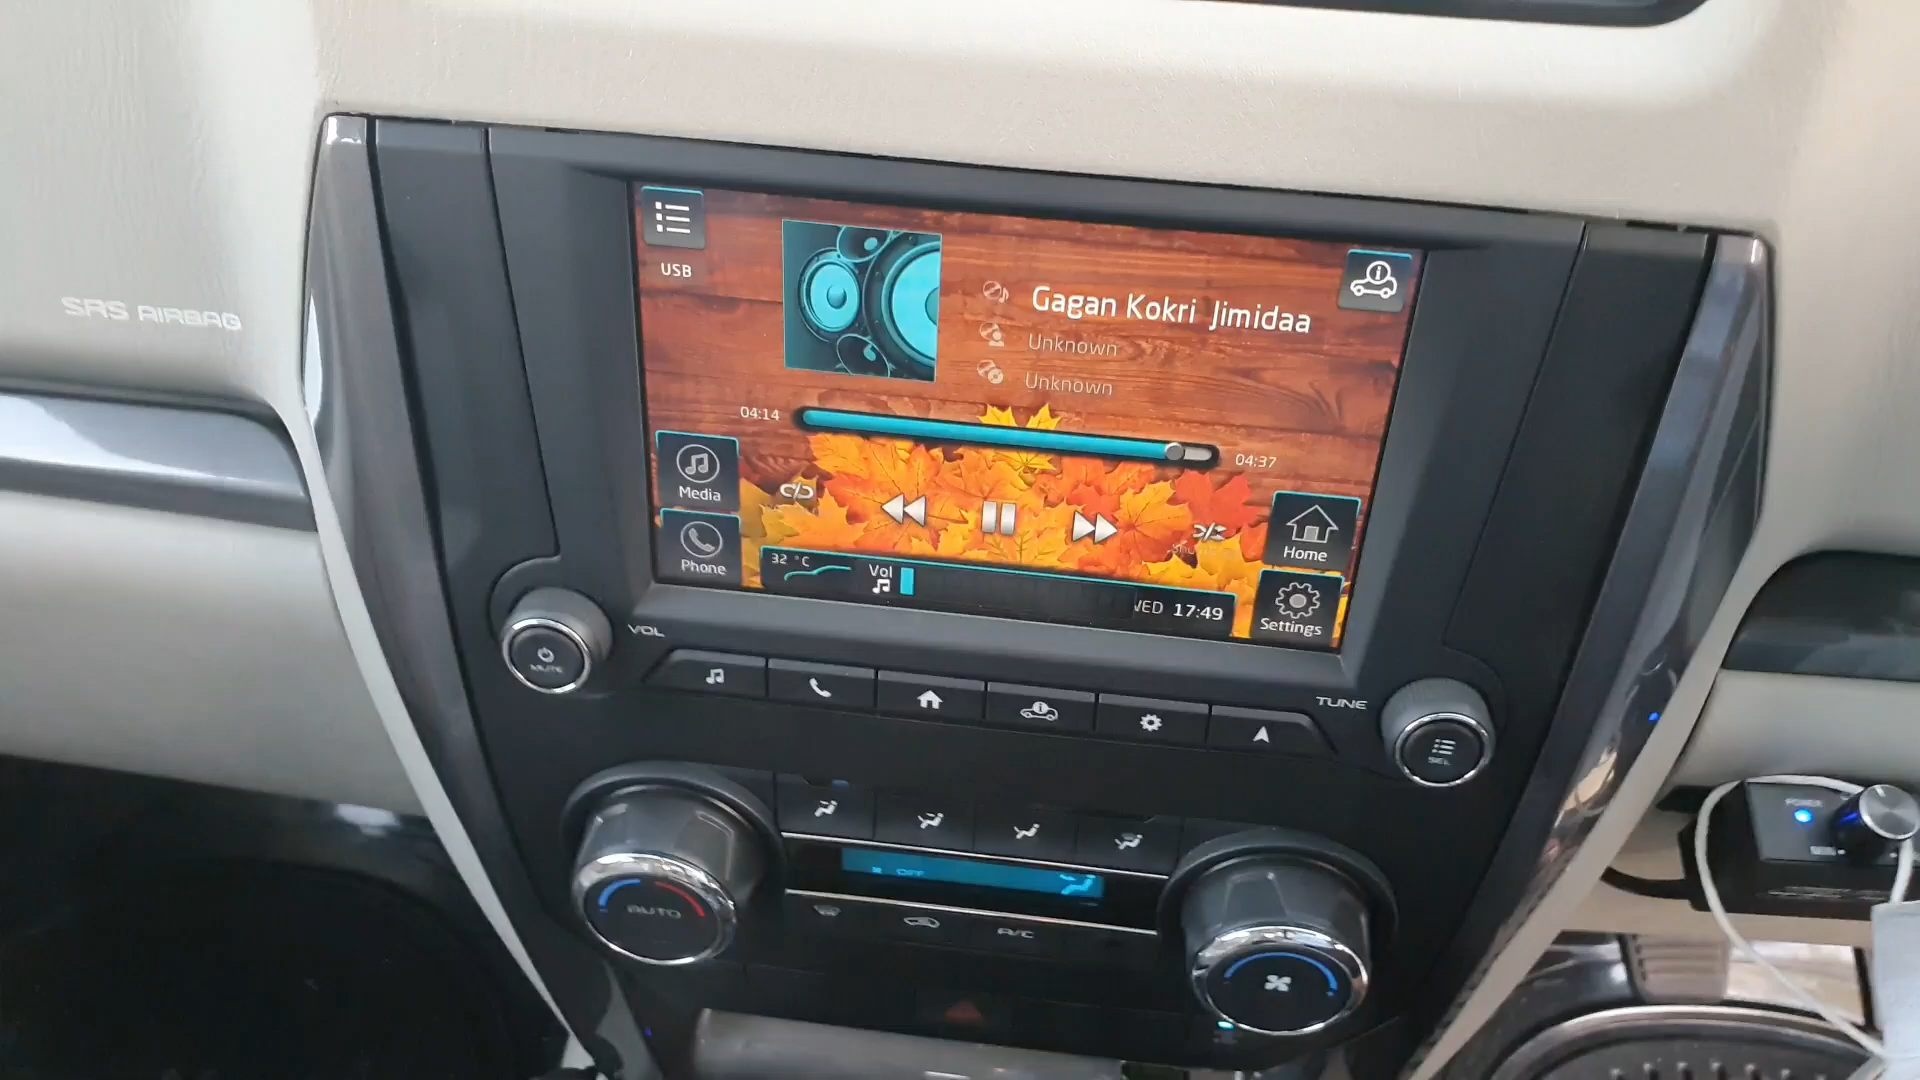 SRS AIRBAG
USB
Gagan Kokri Jimidaa
Unknown
Unknown
04:14
04:37
Media
Phone
Home
Settings
32 °C
Vol
WED 17:49
VOL
MUTE
TUNE
SEL
POWER
OFF
AUTO
A/C